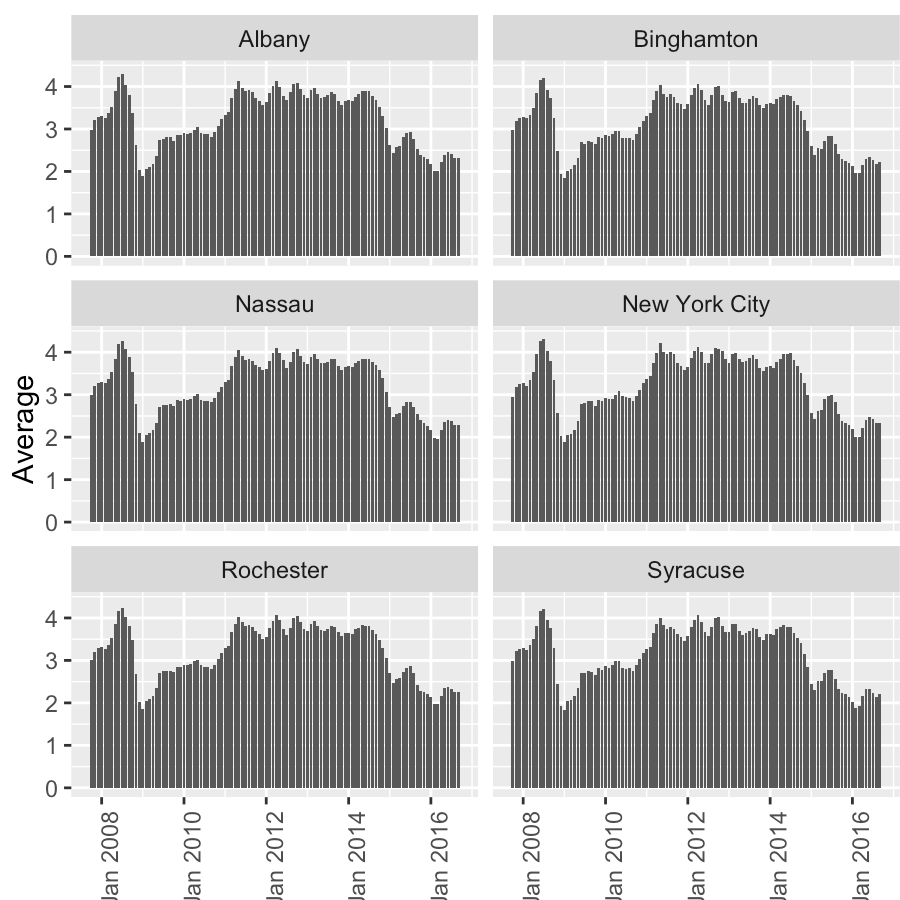 Albany
Binghamton
4
3
2
1
0
Nassau
New York City
4
3
2
1
0
Average
Rochester
Syracuse
4
3
2
1
0
Jan 2008
Jan 2010
Jan 2012
Jan 2014
Jan 2016
Jan 2008
Jan 2010
Jan 2012
Jan 2014
Jan 2016